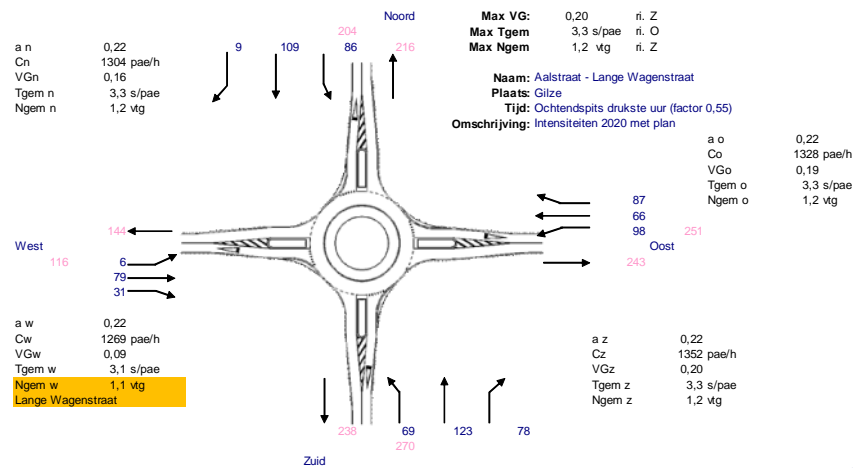 Noord
Max VG: 0,20 ri. Z
Max Tgem 3,3 s/pae ri. O
Max Ngem 1,2 vtg ri. Z
204
a n 0,22
9 109 86 216
Cn 1304 pae/h
VGn 0,16
Tgem n 3,3 s/pae
Ngem n 1,2 vtg
Naam: Aalstraat - Lange Wagenstraat
Plaats: Gilze
Tijd: Ochtendspits drukste uur (factor 0,55)
Omschrijving: Intensiteiten 2020 met plan
a o 0,22
Co 1328 pae/h
VGo 0,19
Tgem o 3,3 s/pae
Ngem o 1,2 vtg
87
66
98 251
Oost
243
144
West
116 6
79
31
a w 0,22
Cw 1269 pae/h
VGw 0,09
Tgem w 3,1 s/pae
Ngem w 1,1 vtg
Lange Wagenstraat
a z 0,22
Cz 1352 pae/h
VGz 0,20
Tgem z 3,3 s/pae
Ngem z 1,2 vtg
238 69 123 78
270
Zuid